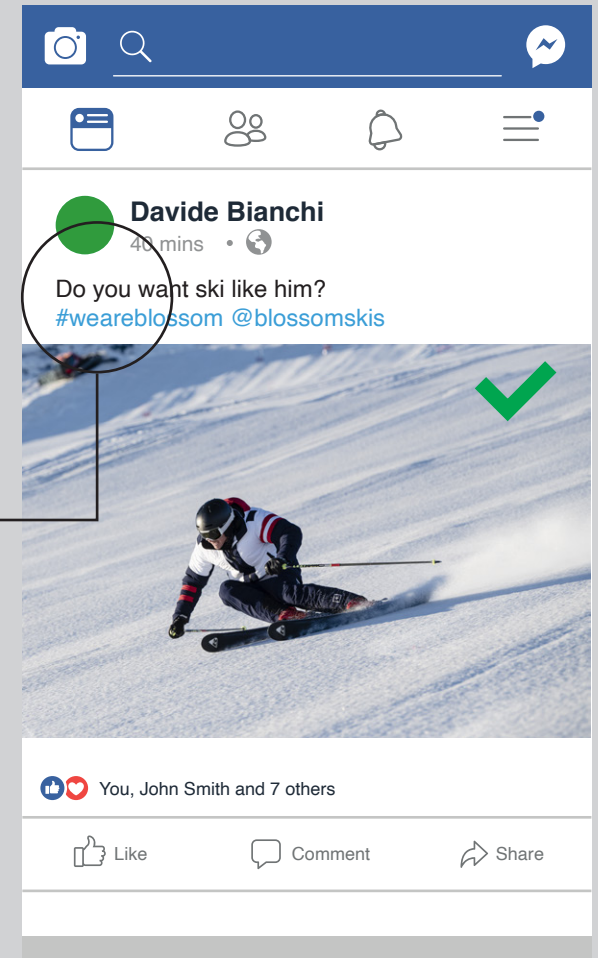 Davide Bianchi
40 mins
Do you want ski like him?
#weareblossom @blossomskis
You, John Smith and 7 others
Like Comment Share